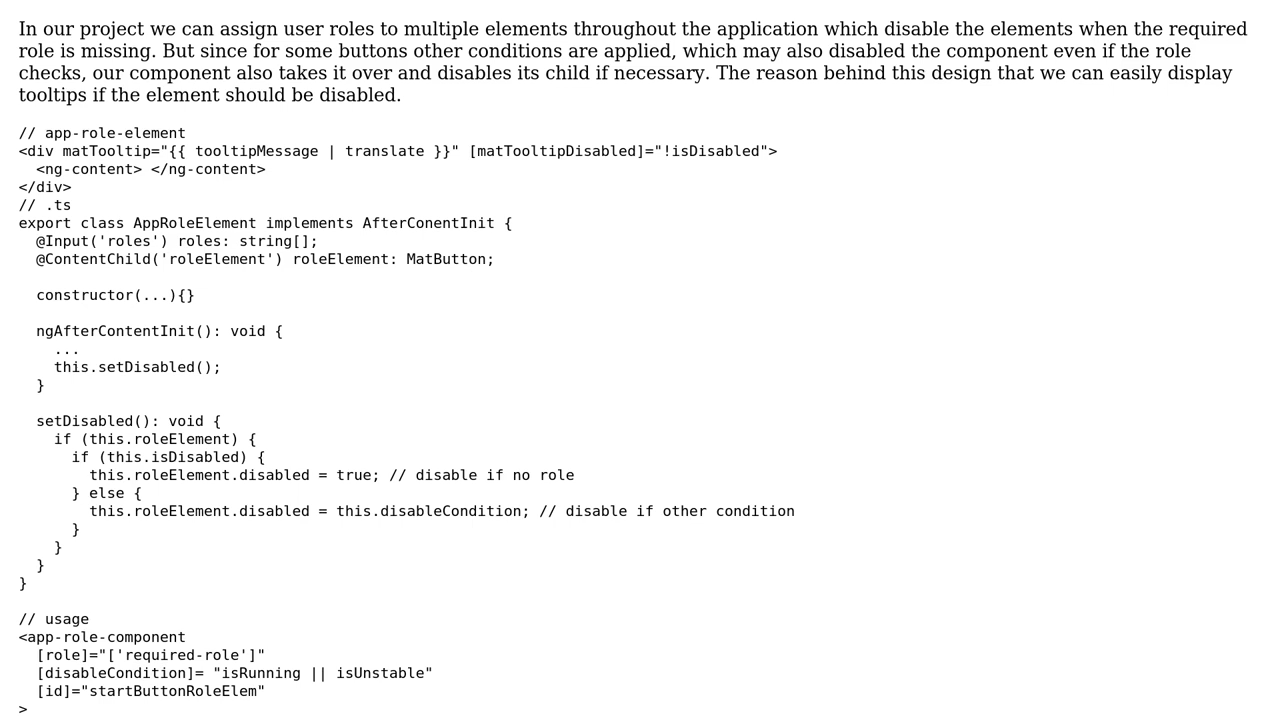 In our project we can assign user roles to multiple elements throughout the application which disable the elements when the required
role is missing. But since for some buttons other conditions are applied, which may also disabled the component even if the role
checks, our component also takes it over and disables its child if necessary. The reason behind this design that we can easily display
tooltips if the element should be disabled.
// app-role-element
<div matTooltip="{{ tooltipMessage | translate }}" [matTooltipDisabled]="!isDisabled">
  <ng-content> </ng-content>
</div>
// .ts
export class AppRoleElement implements AfterConentInit {
  @Input('roles') roles: string[];
  @ContentChild('roleElement') roleElement: MatButton;

  constructor(...){}

  ngAfterContentInit(): void {
    ...
    this.setDisabled();
  }

  setDisabled(): void {
    if (this.roleElement) {
      if (this.isDisabled) {
        this.roleElement.disabled = true; // disable if no role
      } else {
        this.roleElement.disabled = this.disableCondition; // disable if other condition
      }
    }
  }
}

// usage
<app-role-component
  [role]="['required-role']"
  [disableCondition]= "isRunning || isUnstable"
  [id]="startButtonRoleElem"
>